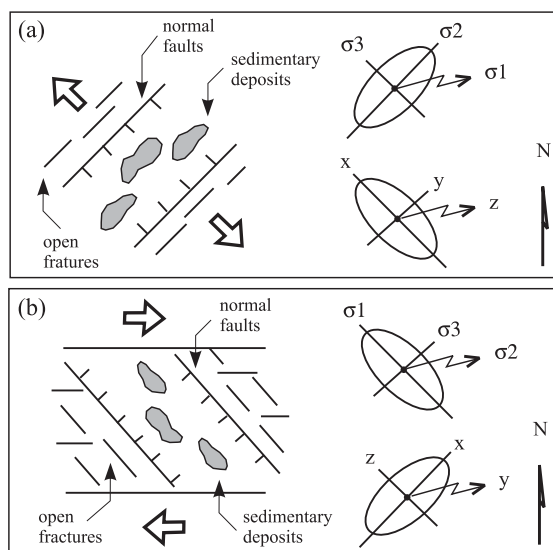 (a)
normal
faults
sedimentary
deposits
open
fratures
σ3
σ2
σ1
x
y
z
N
(b)
normal
faults
open
fractures
sedimentary
deposits
σ1
σ3
σ2
z
x
y
N